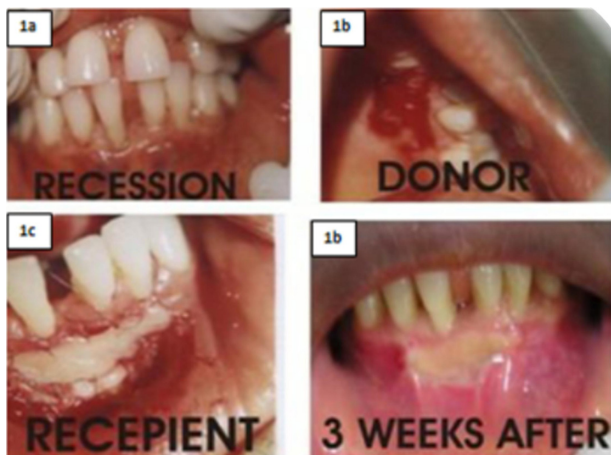 1a
RECESSION
1b
DONOR
1c
RECEPIENT
1b
3 WEEKS AFTER